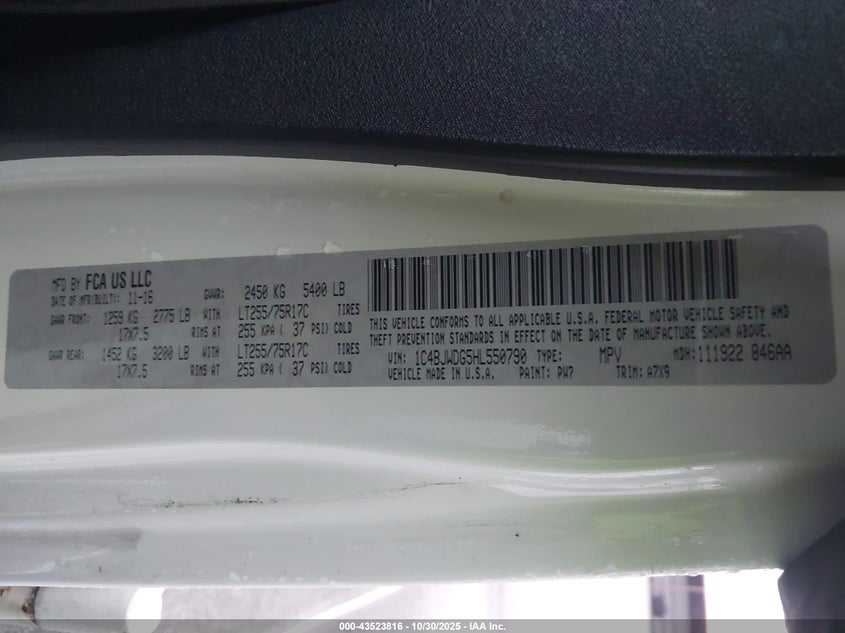 MFD BY FCA US LLC
DATE OF MFR(BUILT): 11-16 GVWR: 2450 KG 5400 LB
GAWR FRONT: 1259 KG 2775 LB WITH LT255/75R17C TIRES
17X7.5 RIMS AT 255 KPA ( 37 PSI) COLD
GAWR REAR: 1452 KG 3200 LB WITH LT255/75R17C TIRES
17X7.5 RIMS AT 255 KPA ( 37 PSI) COLD
THIS VEHICLE CONFORMS TO ALL APPLICABLE U.S.A. FEDERAL MOTOR VEHICLE SAFETY AND
THEFT PREVENTION STANDARDS IN EFFECT ON THE DATE OF MANUFACTURE SHOWN ABOVE.
VIN: 1C4BJWDG5HL550790 TYPE: MPV MDH: 111922 846AA
VEHICLE MADE IN U.S.A. PAINT: PW7 TRIM: A7X9
000-43523816 - 10/30/2025 - IAA Inc.